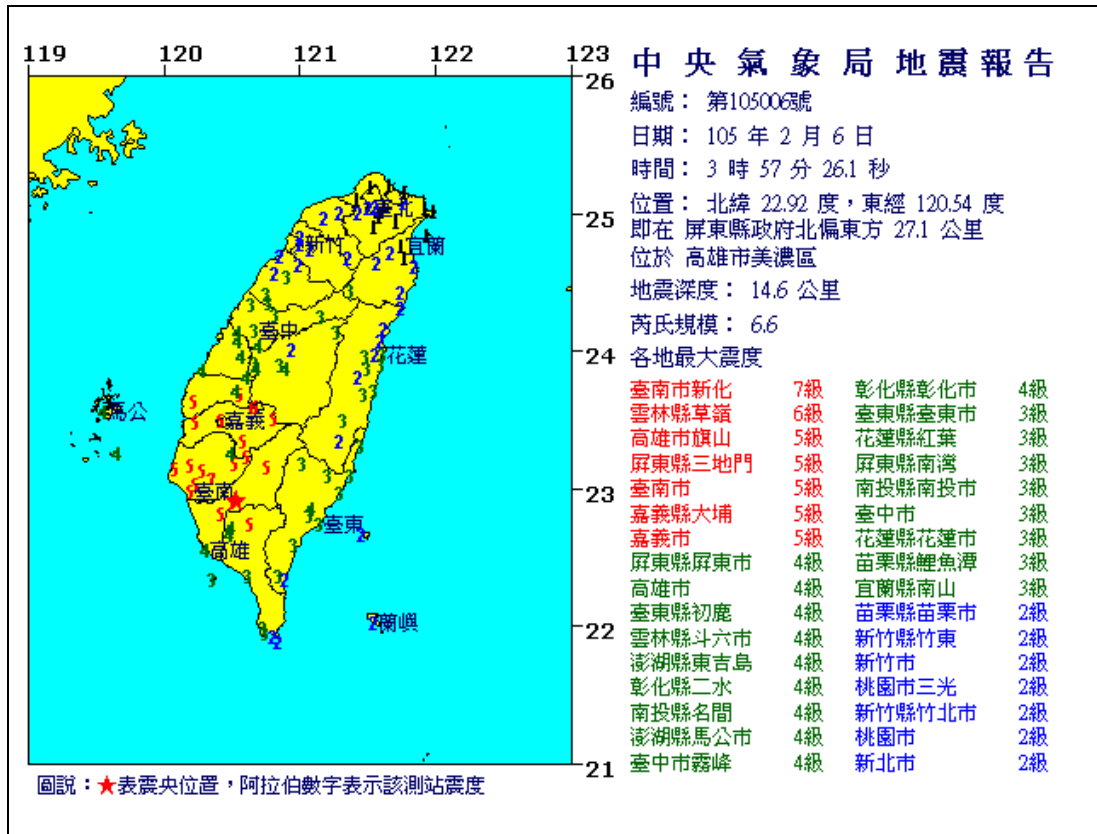 119 120 121 122 123
26
25
24
23
22
21
臺北
新竹
宜蘭
臺中
花蓮
馬公
嘉義
臺南
臺東
高雄
蘭嶼
圖說：★表震央位置，阿拉伯數字表示該測站震度
中央氣象局地震報告
編號： 第105006號
日期： 105 年 2 月 6 日
時間： 3 時 57 分 26.1 秒
位置： 北緯 22.92 度，東經 120.54 度
即在 屏東縣政府北偏東方 27.1 公里
位於 高雄市美濃區
地震深度： 14.6 公里
芮氏規模： 6.6
各地最大震度
臺南市新化 7級 彰化縣彰化市 4級
雲林縣草嶺 6級 臺東縣臺東市 3級
高雄市旗山 5級 花蓮縣紅葉 3級
屏東縣三地門 5級 屏東縣南灣 3級
臺南市 5級 南投縣南投市 3級
嘉義縣大埔 5級 臺中市 3級
嘉義市 5級 花蓮縣花蓮市 3級
屏東縣屏東市 4級 苗栗縣鯉魚潭 3級
高雄市 4級 宜蘭縣南山 3級
臺東縣初鹿 4級 苗栗縣苗栗市 2級
雲林縣斗六市 4級 新竹縣竹東 2級
澎湖縣東吉島 4級 新竹市 2級
彰化縣二水 4級 桃園市三光 2級
南投縣名間 4級 新竹縣竹北市 2級
澎湖縣馬公市 4級 桃園市 2級
臺中市霧峰 4級 新北市 2級